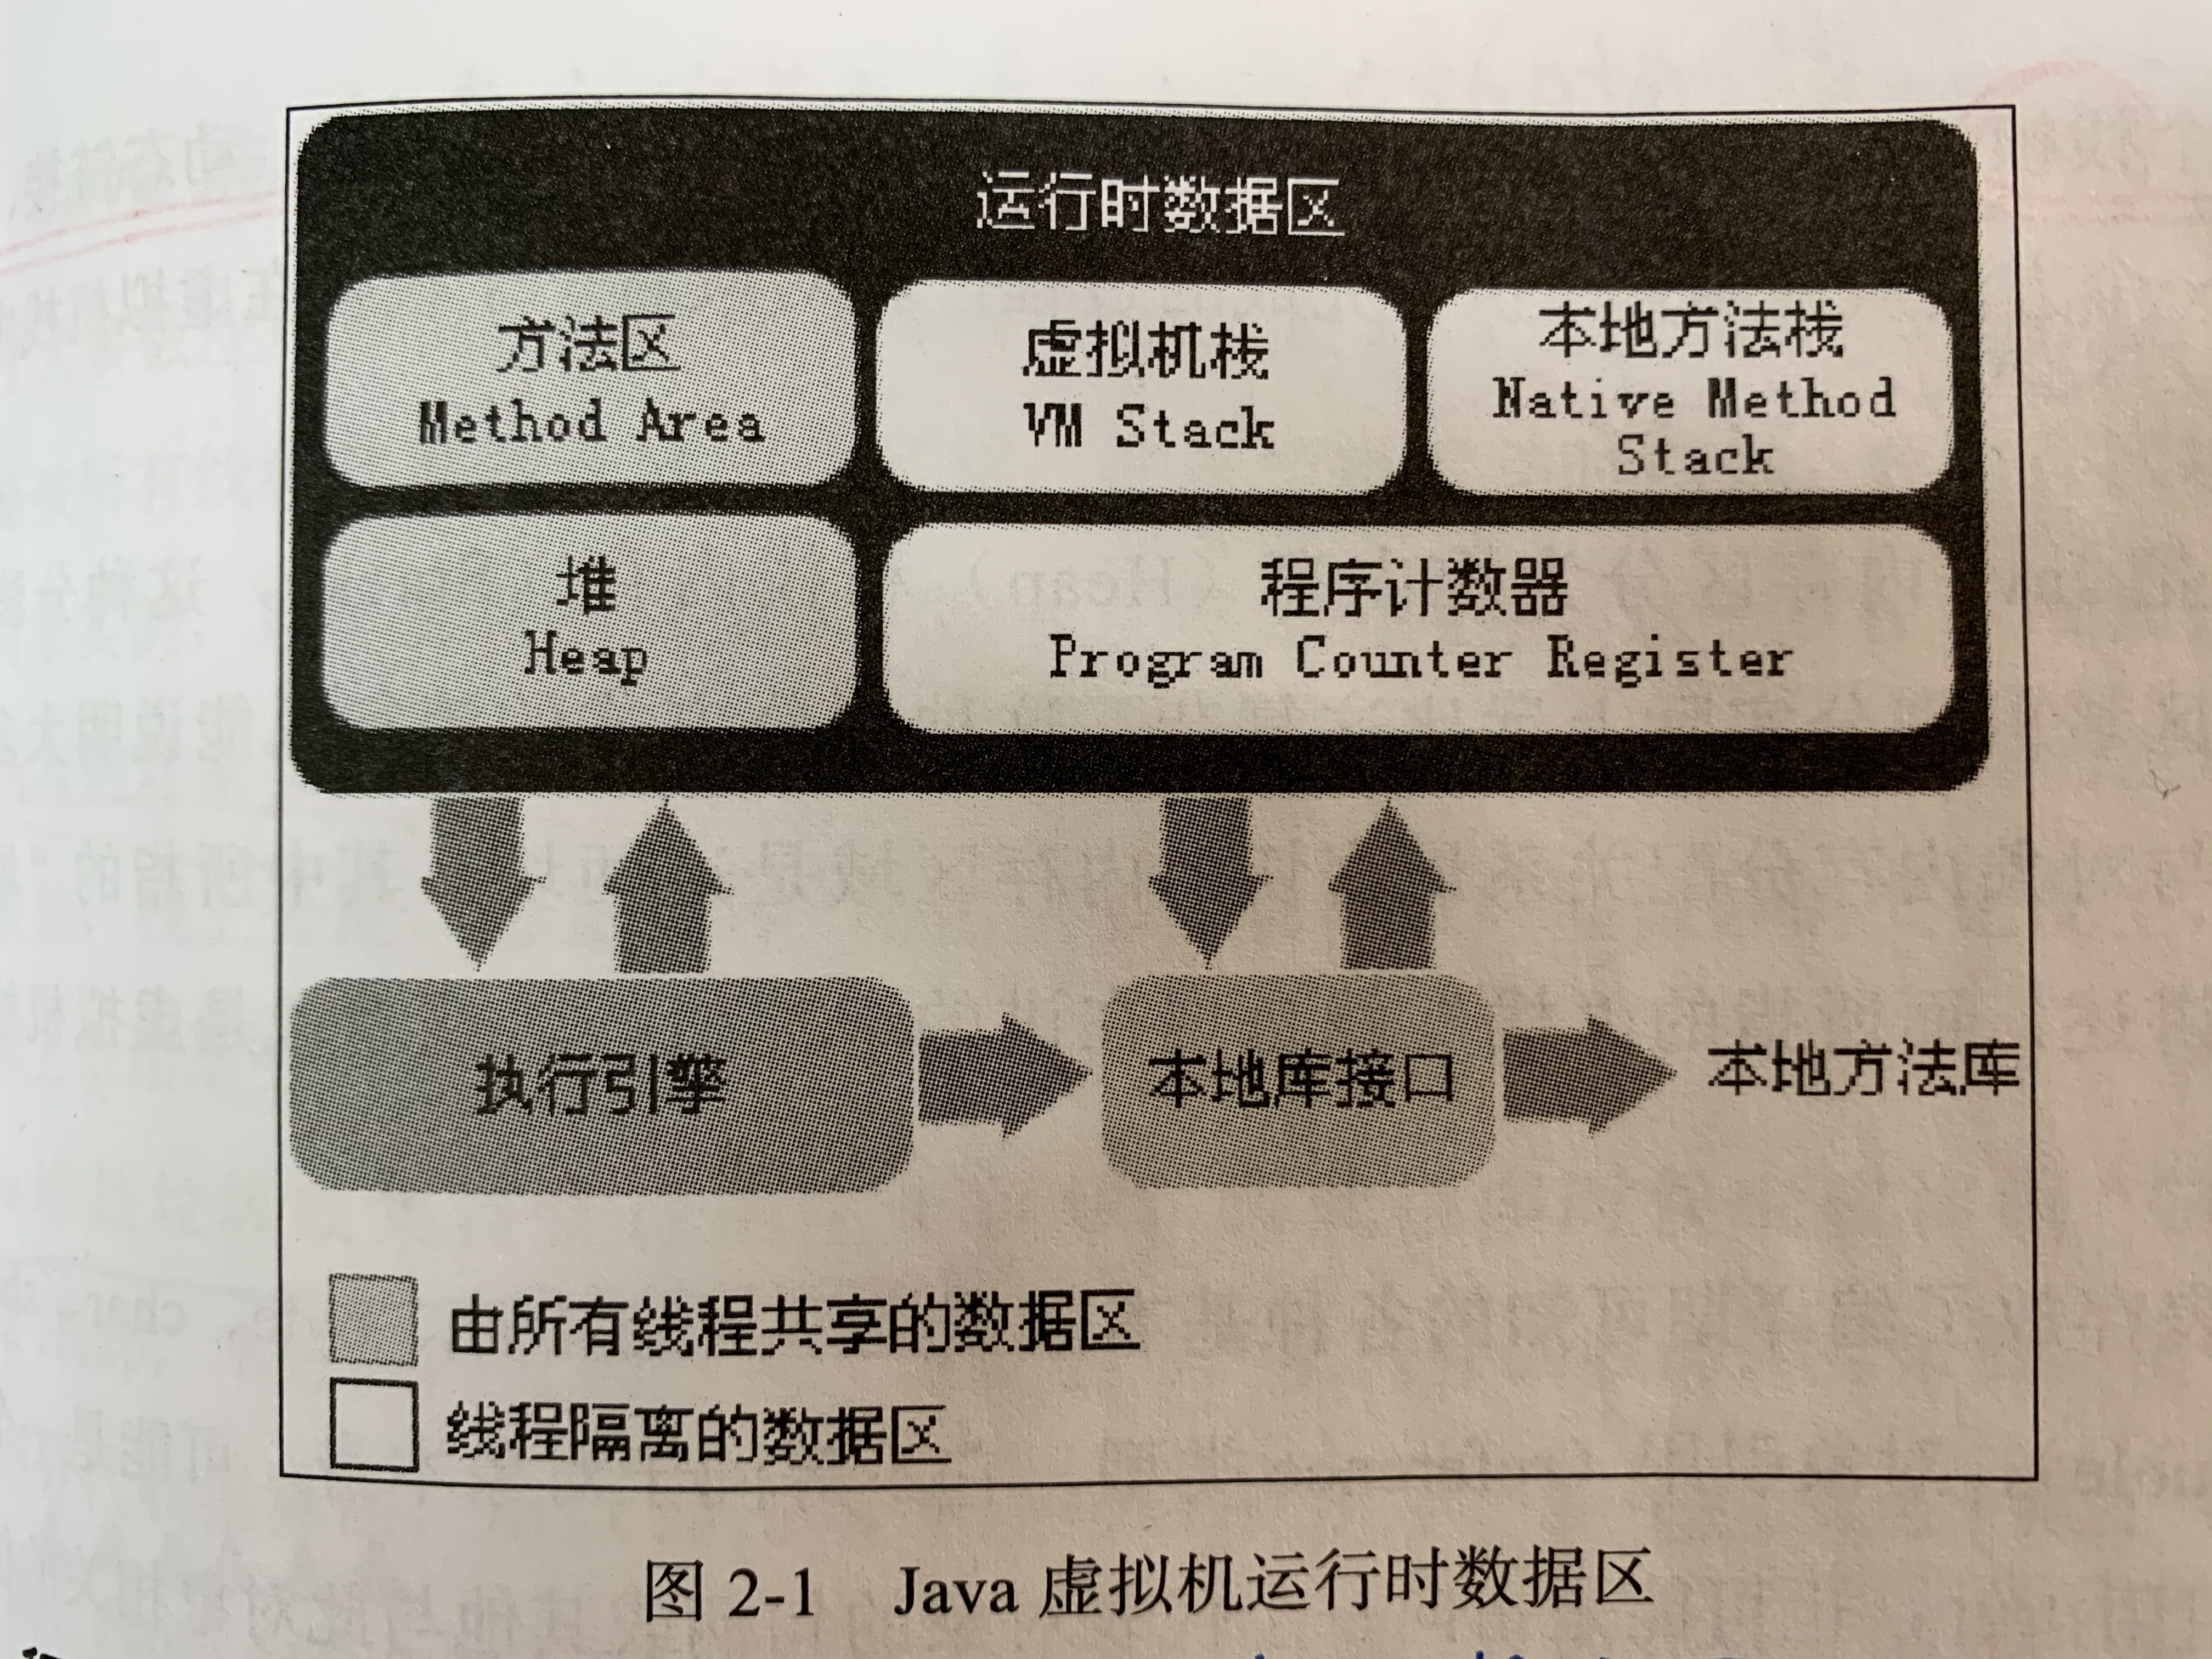 运行时数据区
方法区
Method Area
虚拟机栈
VM Stack
本地方法栈
Native Method
Stack
堆
Heap
程序计数器
Program Counter Register
执行引擎
本地库接口
本地方法库
由所有线程共享的数据区
线程隔离的数据区
图 2-1 Java 虚拟机运行时数据区